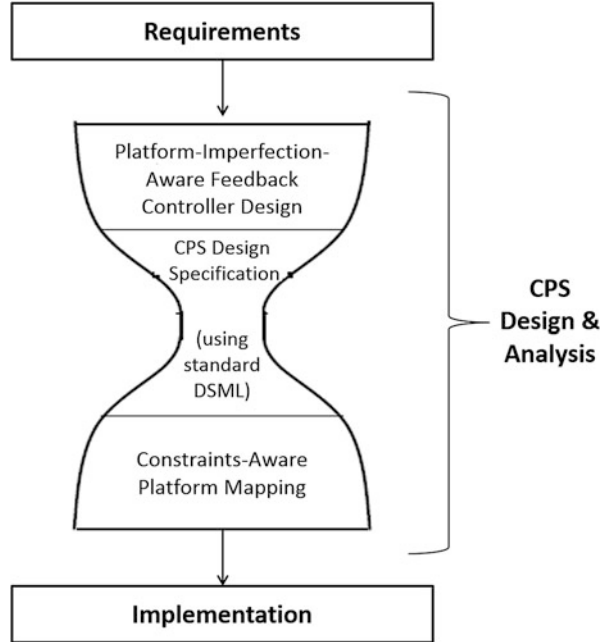 Requirements
Platform-Imperfection-
Aware Feedback
Controller Design
CPS Design
Specification
(using
standard
DSML)
Constraints-Aware
Platform Mapping
CPS
Design &
Analysis
Implementation